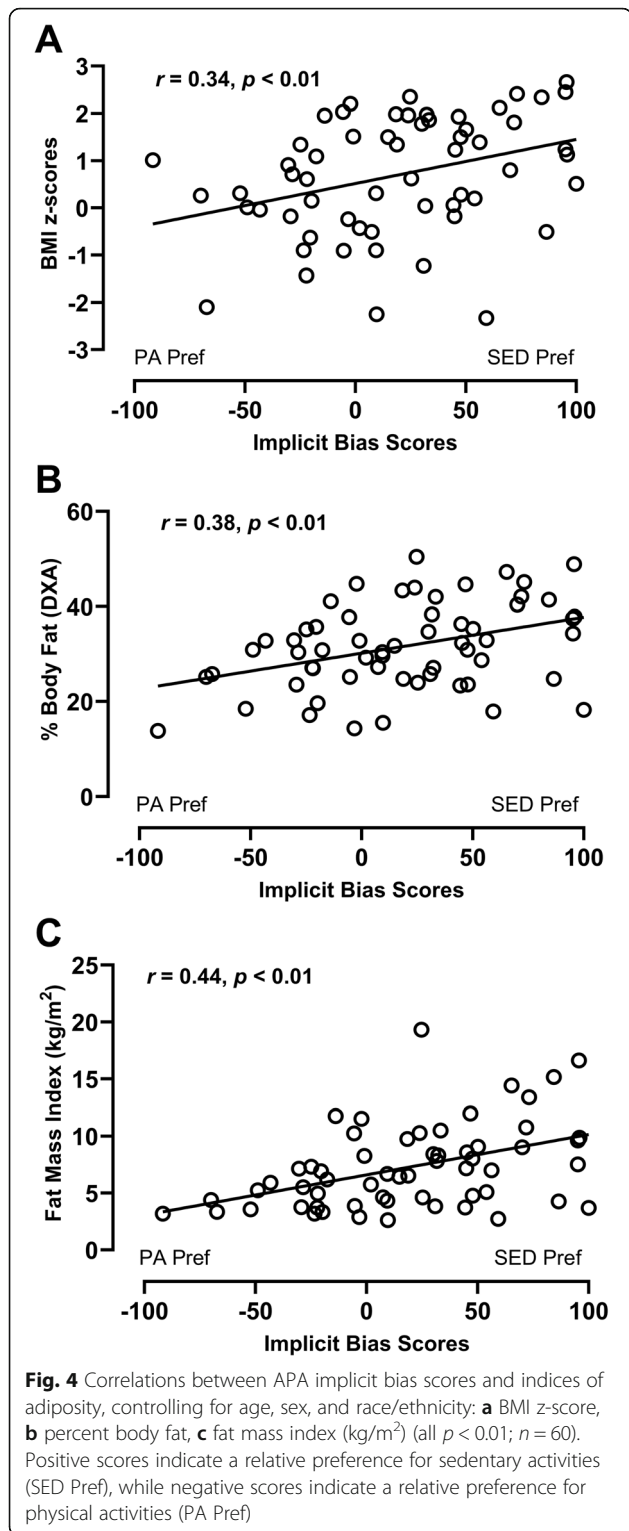 A
r = 0.34, p < 0.01
BMI z-scores
3
2
1
0
-1
-2
-3
PA Pref SED Pref
-100 -50 0 50 100
Implicit Bias Scores
B
r = 0.38, p < 0.01
% Body Fat (DXA)
60
40
20
0
PA Pref SED Pref
-100 -50 0 50 100
Implicit Bias Scores
C
r = 0.44, p < 0.01
Fat Mass Index (kg/m²)
25
20
15
10
5
0
PA Pref SED Pref
-100 -50 0 50 100
Implicit Bias Scores
Fig. 4 Correlations between APA implicit bias scores and indices of
adiposity, controlling for age, sex, and race/ethnicity: a BMI z-score,
b percent body fat, c fat mass index (kg/m²) (all p < 0.01; n = 60).
Positive scores indicate a relative preference for sedentary activities
(SED Pref), while negative scores indicate a relative preference for
physical activities (PA Pref)